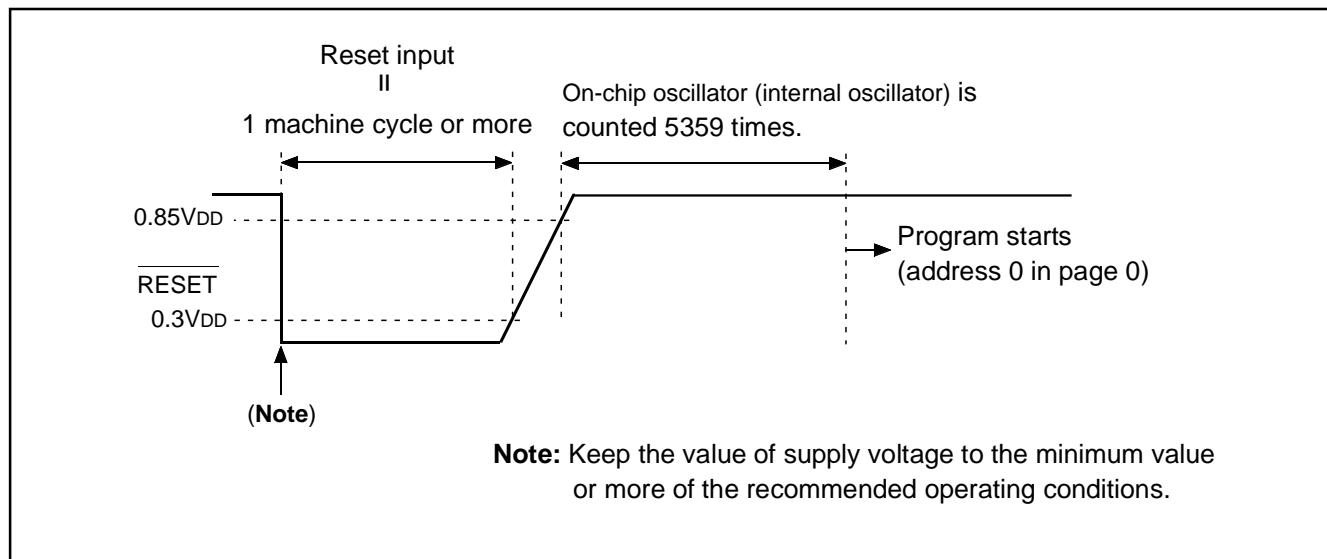 Reset input
=
1 machine cycle or more
On-chip oscillator (internal oscillator) is
counted 5359 times.
0.85VDD
RESET
0.3VDD
Program starts
(address 0 in page 0)
(Note)
Note: Keep the value of supply voltage to the minimum value
or more of the recommended operating conditions.